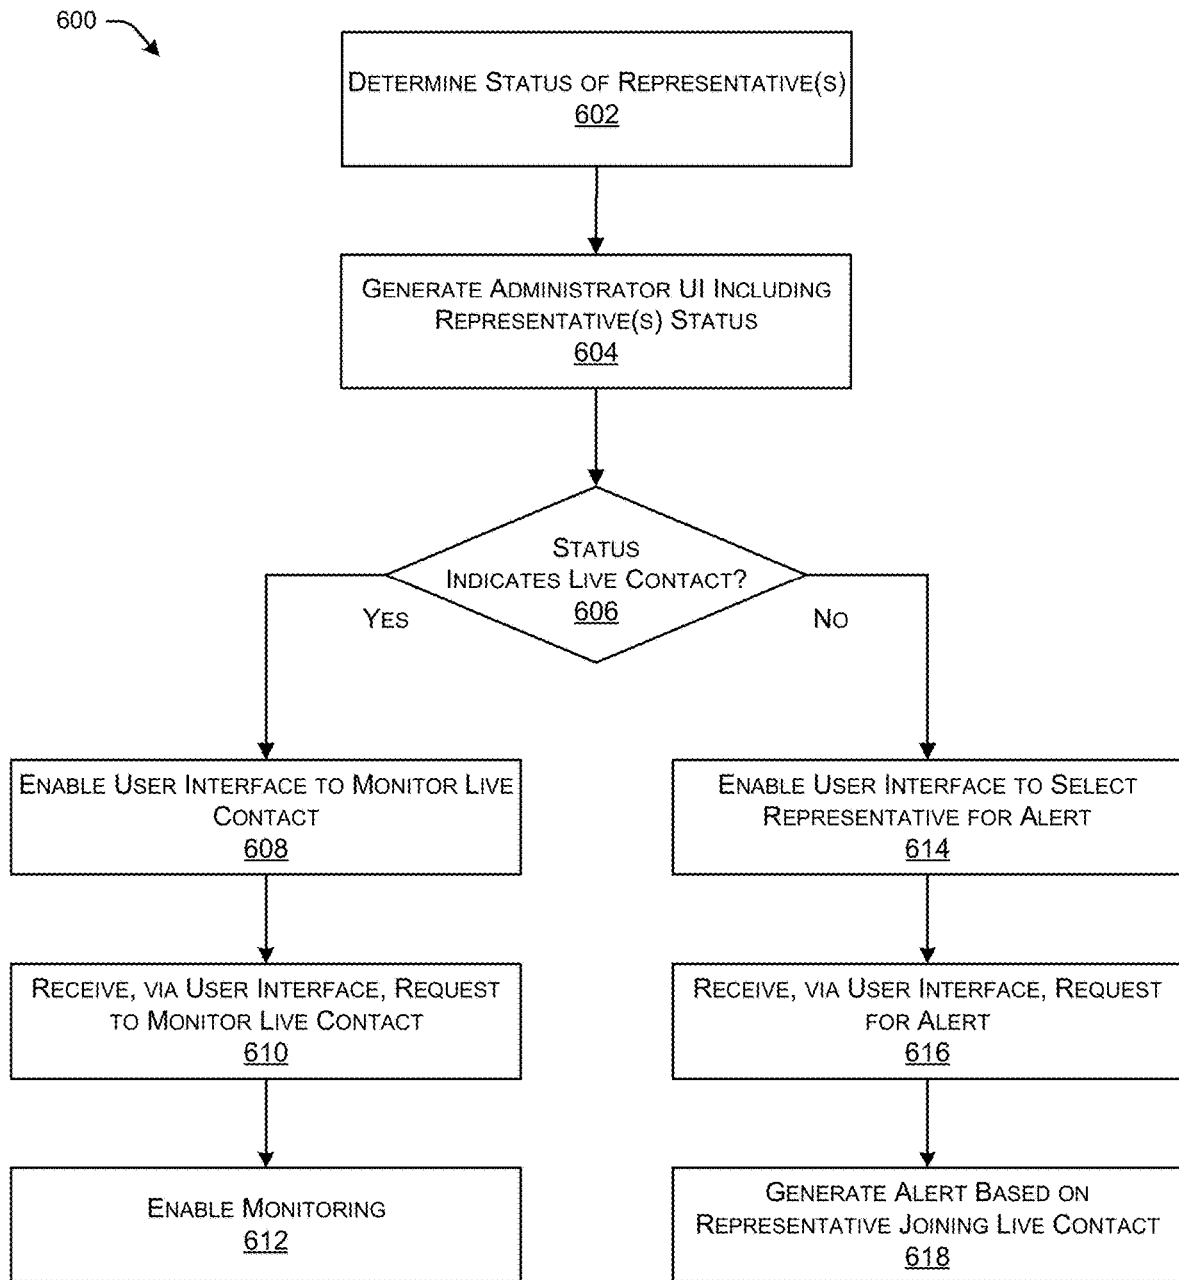 600
DETERMINE STATUS OF REPRESENTATIVE(S)
602
GENERATE ADMINISTRATOR UI INCLUDING
REPRESENTATIVE(S) STATUS
604
STATUS
INDICATES LIVE CONTACT?
606
YES
NO
ENABLE USER INTERFACE TO MONITOR LIVE
CONTACT
608
RECEIVE, VIA USER INTERFACE, REQUEST
TO MONITOR LIVE CONTACT
610
ENABLE MONITORING
612
ENABLE USER INTERFACE TO SELECT
REPRESENTATIVE FOR ALERT
614
RECEIVE, VIA USER INTERFACE, REQUEST
FOR ALERT
616
GENERATE ALERT BASED ON
REPRESENTATIVE JOINING LIVE CONTACT
618